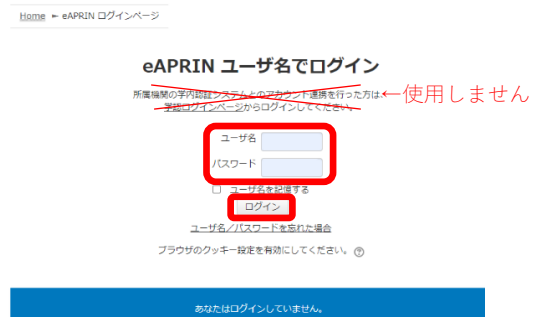 Home ► eAPRIN ログインページ
eAPRIN ユーザ名でログイン
所属機関の学内認証システムとのアカウント連携を行った方は、
学認ログインページからログインしてください。
←使用しません
ユーザ名
パスワード
ユーザ名を記憶する
ログイン
ユーザ名／パスワードを忘れた場合
ブラウザのクッキー設定を有効にしてください。 ?
あなたはログインしていません。